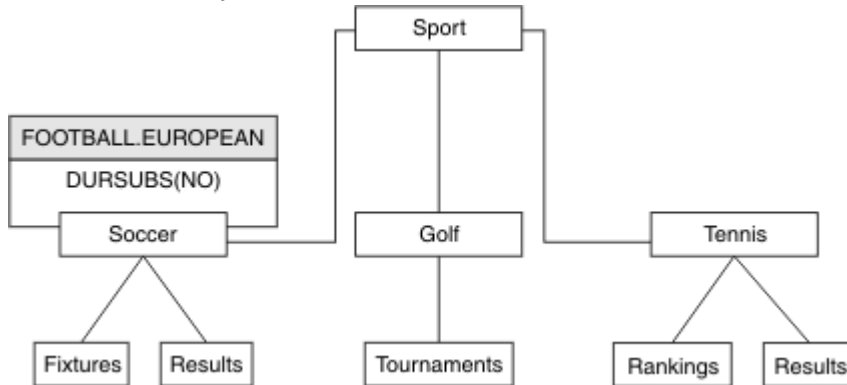 Sport
FOOTBALL.EUROPEAN
DURSUBS(NO)
Soccer
Golf
Tennis
Fixtures
Results
Tournaments
Rankings
Results